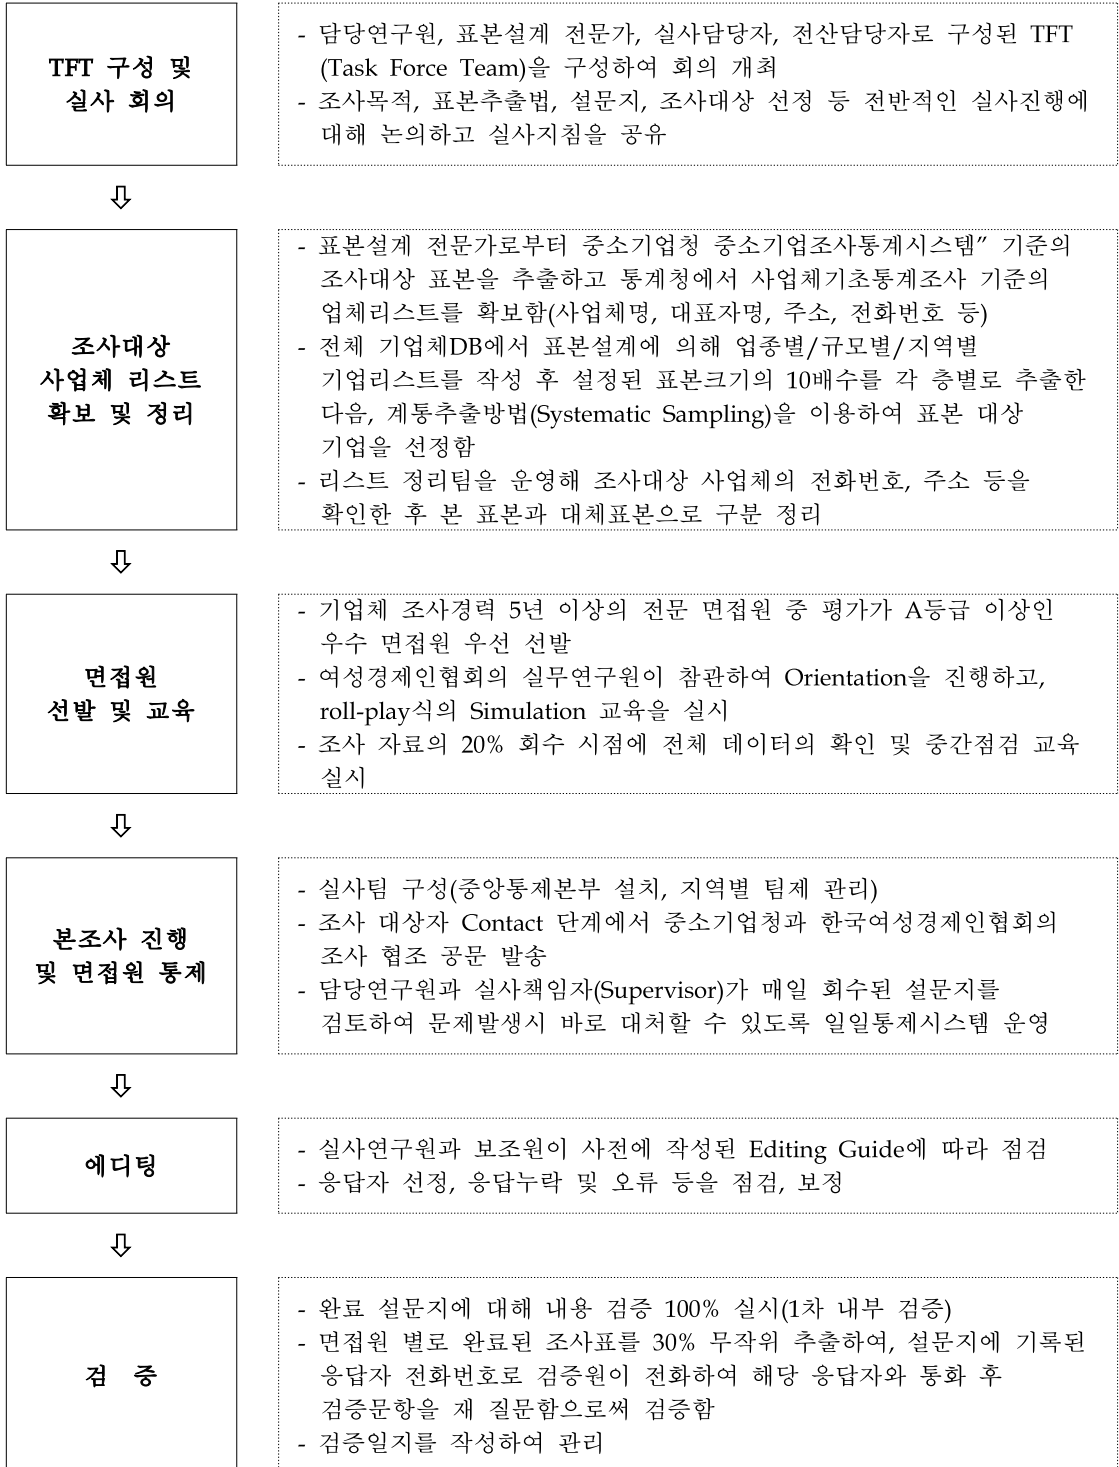 TFT 구성 및
실사 회의
- 담당연구원, 표본설계 전문가, 실사담당자, 전산담당자로 구성된 TFT
(Task Force Team)을 구성하여 회의 개최
- 조사목적, 표본추출법, 설문지, 조사대상 선정 등 전반적인 실사진행에
대해 논의하고 실사지침을 공유
⇩
조사대상
사업체 리스트
확보 및 정리
- 표본설계 전문가로부터 중소기업청 중소기업조사통계시스템” 기준의
조사대상 표본을 추출하고 통계청에서 사업체기초통계조사 기준의
업체리스트를 확보함(사업체명, 대표자명, 주소, 전화번호 등)
- 전체 기업체DB에서 표본설계에 의해 업종별/규모별/지역별
기업리스트를 작성 후 설정된 표본크기의 10배수를 각 층별로 추출한
다음, 계통추출방법(Systematic Sampling)을 이용하여 표본 대상
기업을 선정함
- 리스트 정리팀을 운영해 조사대상 사업체의 전화번호, 주소 등을
확인한 후 본 표본과 대체표본으로 구분 정리
⇩
면접원
선발 및 교육
- 기업체 조사경력 5년 이상의 전문 면접원 중 평가가 A등급 이상인
우수 면접원 우선 선발
- 여성경제인협회의 실무연구원이 참관하여 Orientation을 진행하고,
roll-play식의 Simulation 교육을 실시
- 조사 자료의 20% 회수 시점에 전체 데이터의 확인 및 중간점검 교육
실시
⇩
본조사 진행
및 면접원 통제
- 실사팀 구성(중앙통제본부 설치, 지역별 팀제 관리)
- 조사 대상자 Contact 단계에서 중소기업청과 한국여성경제인협회의
조사 협조 공문 발송
- 담당연구원과 실사책임자(Supervisor)가 매일 회수된 설문지를
검토하여 문제발생시 바로 대처할 수 있도록 일일통제시스템 운영
⇩
에디팅
- 실사연구원과 보조원이 사전에 작성된 Editing Guide에 따라 점검
- 응답자 선정, 응답누락 및 오류 등을 점검, 보정
⇩
검 증
- 완료 설문지에 대해 내용 검증 100% 실시(1차 내부 검증)
- 면접원 별로 완료된 조사표를 30% 무작위 추출하여, 설문지에 기록된
응답자 전화번호로 검증원이 전화하여 해당 응답자와 통화 후
검증문항을 재 질문함으로써 검증함
- 검증일지를 작성하여 관리